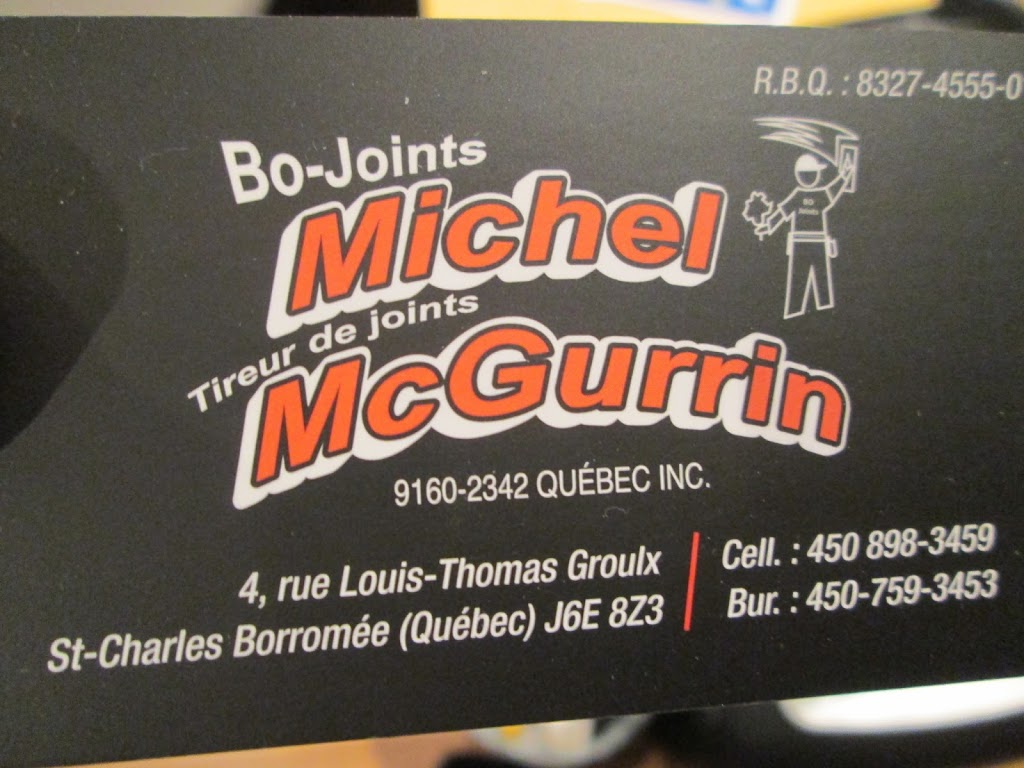 R.B.Q. : 8327-4555-0
Bo-Joints
Michel
Tireur de joints
McGurrin
9160-2342 QUÉBEC INC.
4, rue Louis-Thomas Groulx
St-Charles Borromée (Québec) J6E 8Z3
Cell. : 450 898-3459
Bur. : 450-759-3453